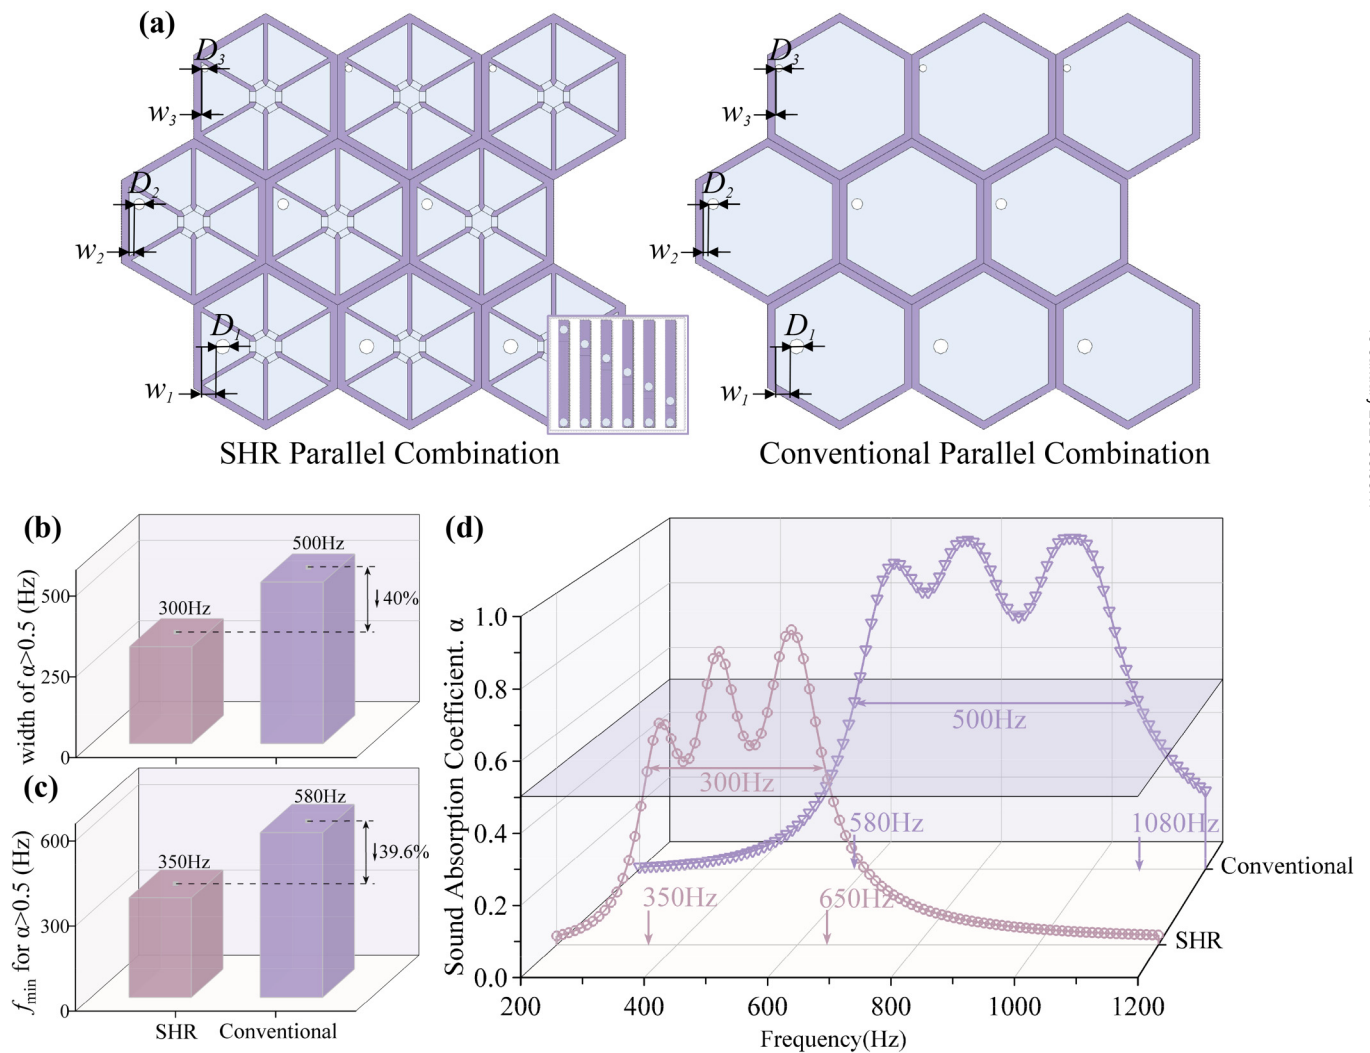 (a)
D3
w3
D2
w2
D1
w1
SHR Parallel Combination
D3
w3
D2
w2
D1
w1
Conventional Parallel Combination
(b)
width of α>0.5 (Hz)
500
250
0
300Hz
500Hz
↓40%
(c)
fmin for α>0.5 (Hz)
600
300
0
350Hz
580Hz
↓39.6%
SHR Conventional
(d)
Sound Absorption Coefficient. α
1.0
0.8
0.6
0.4
0.2
0.0
300Hz
500Hz
580Hz
1080Hz
350Hz
650Hz
Conventional
SHR
200 400 600 800 1000 1200
Frequency(Hz)